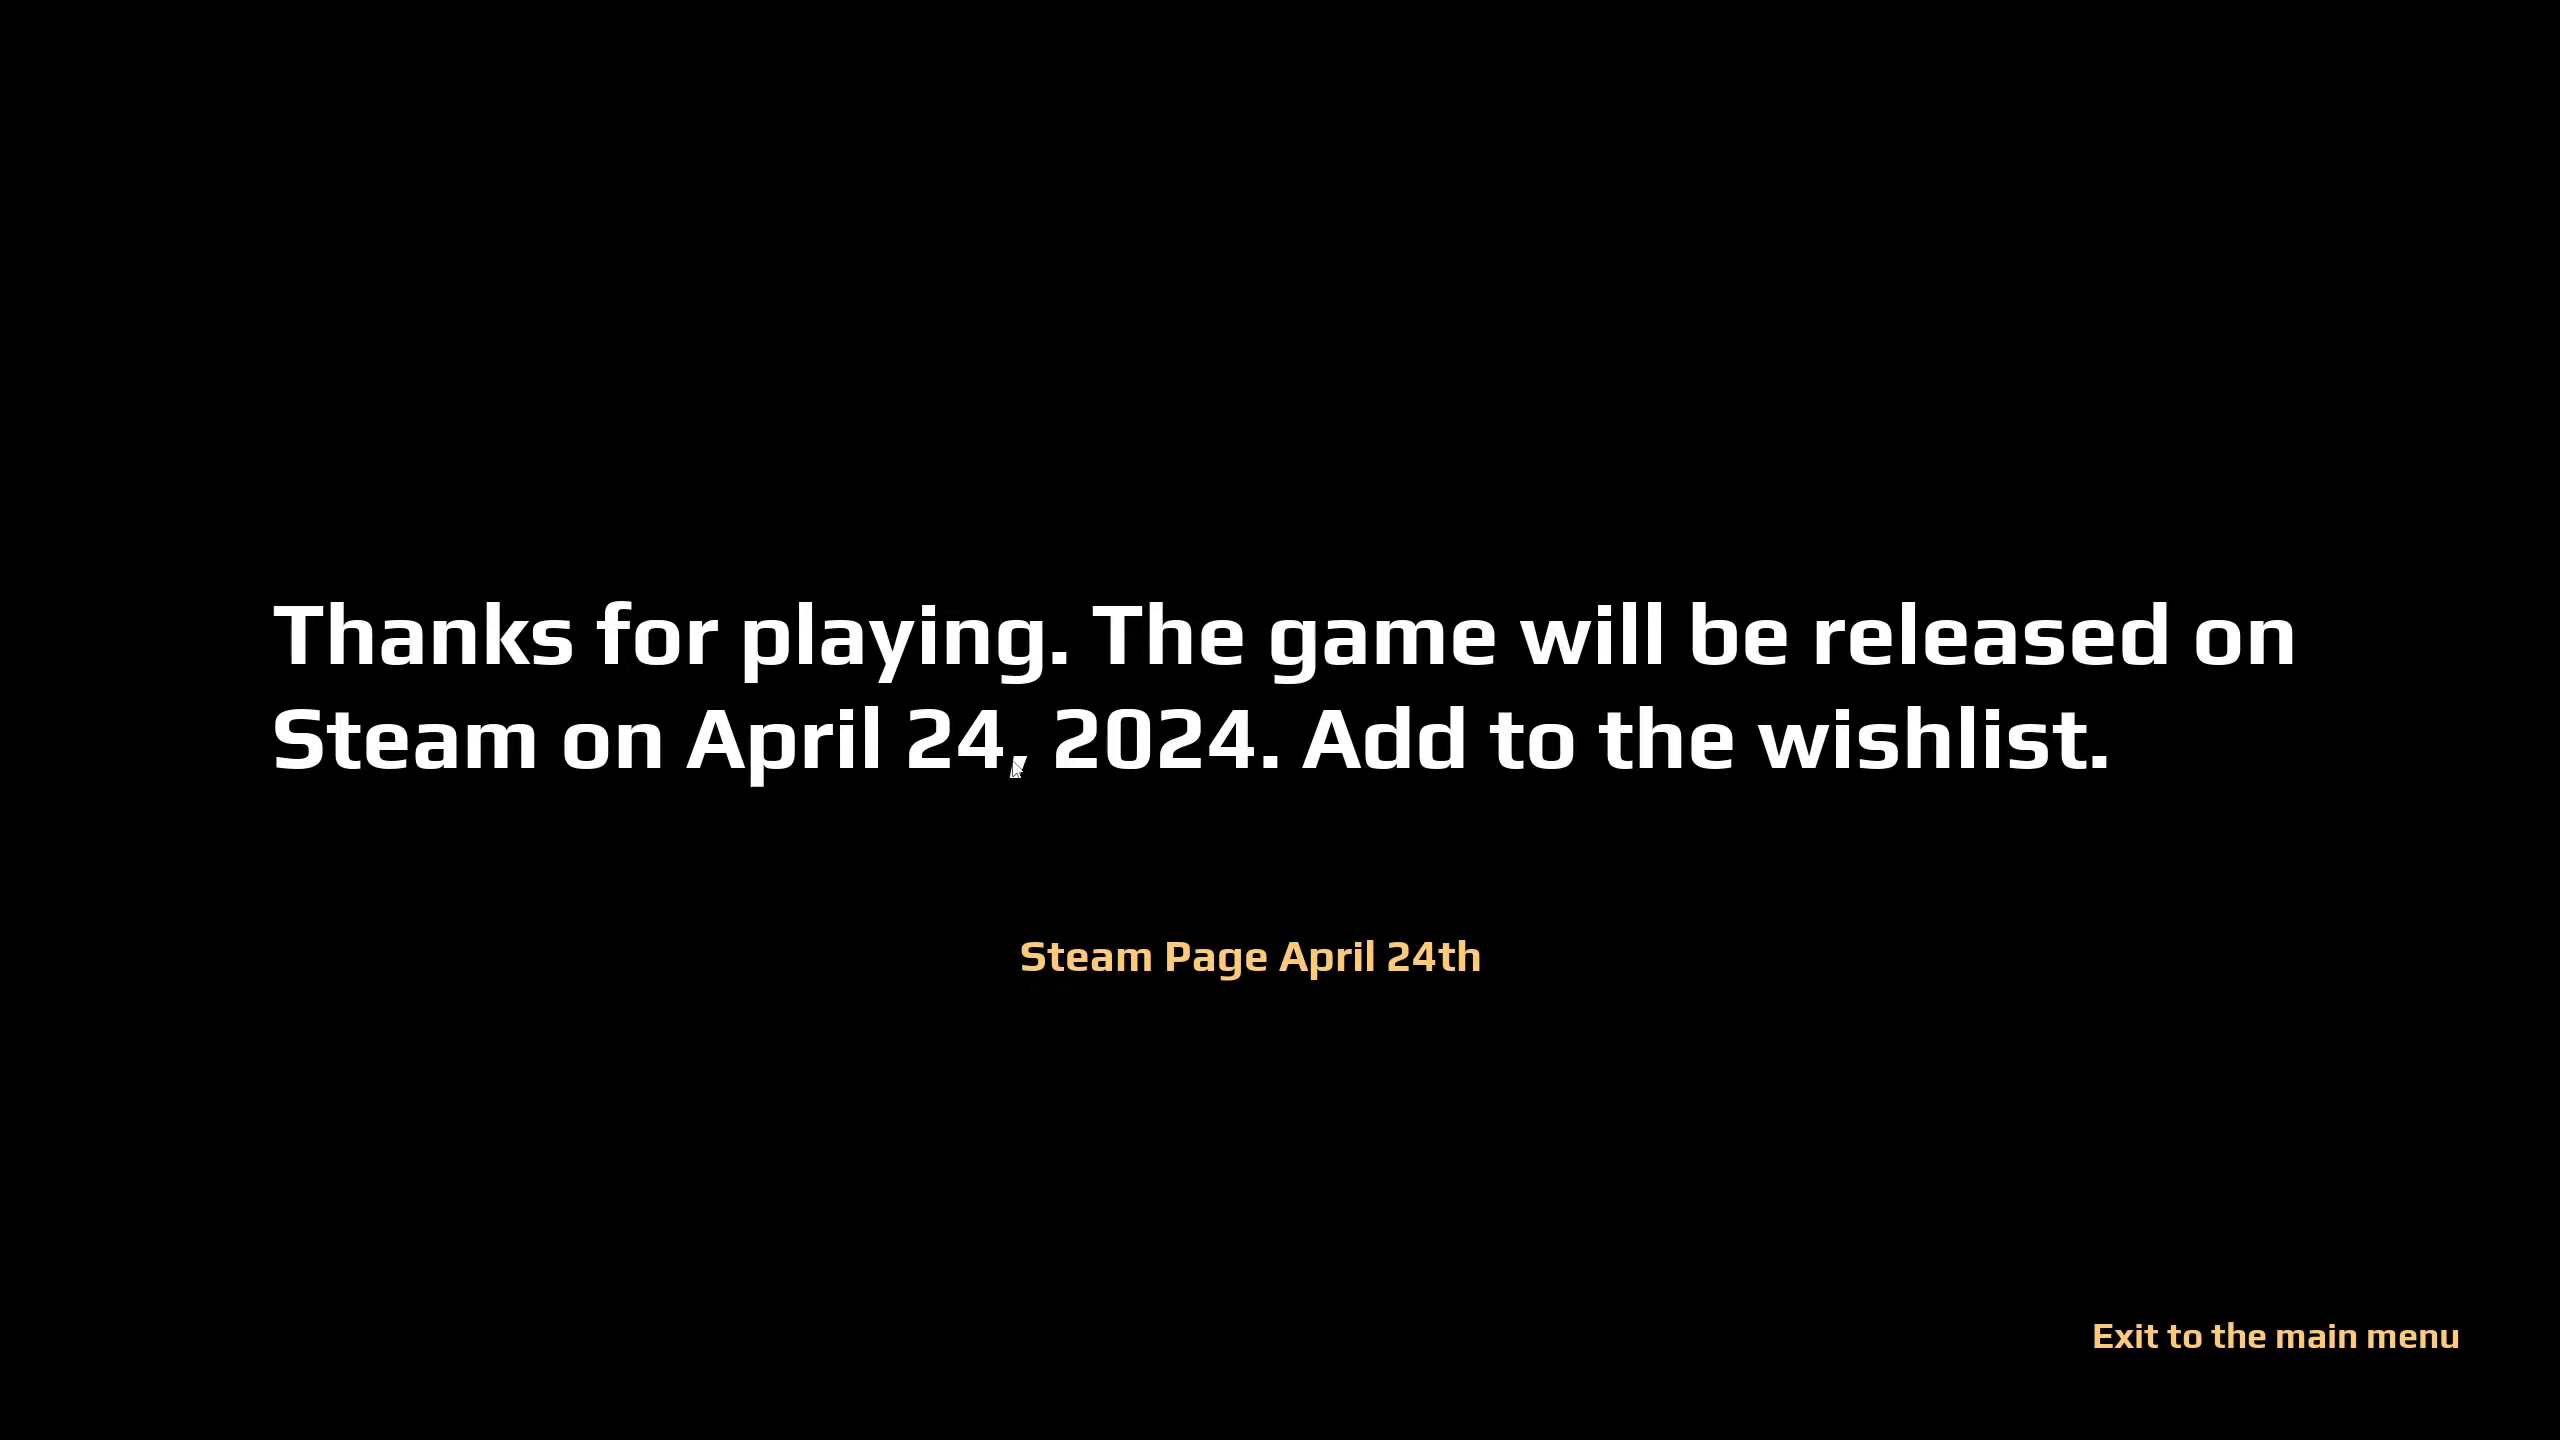 Thanks for playing. The game will be released on
Steam on April 24, 2024. Add to the wishlist.
Steam Page April 24th
Exit to the main menu